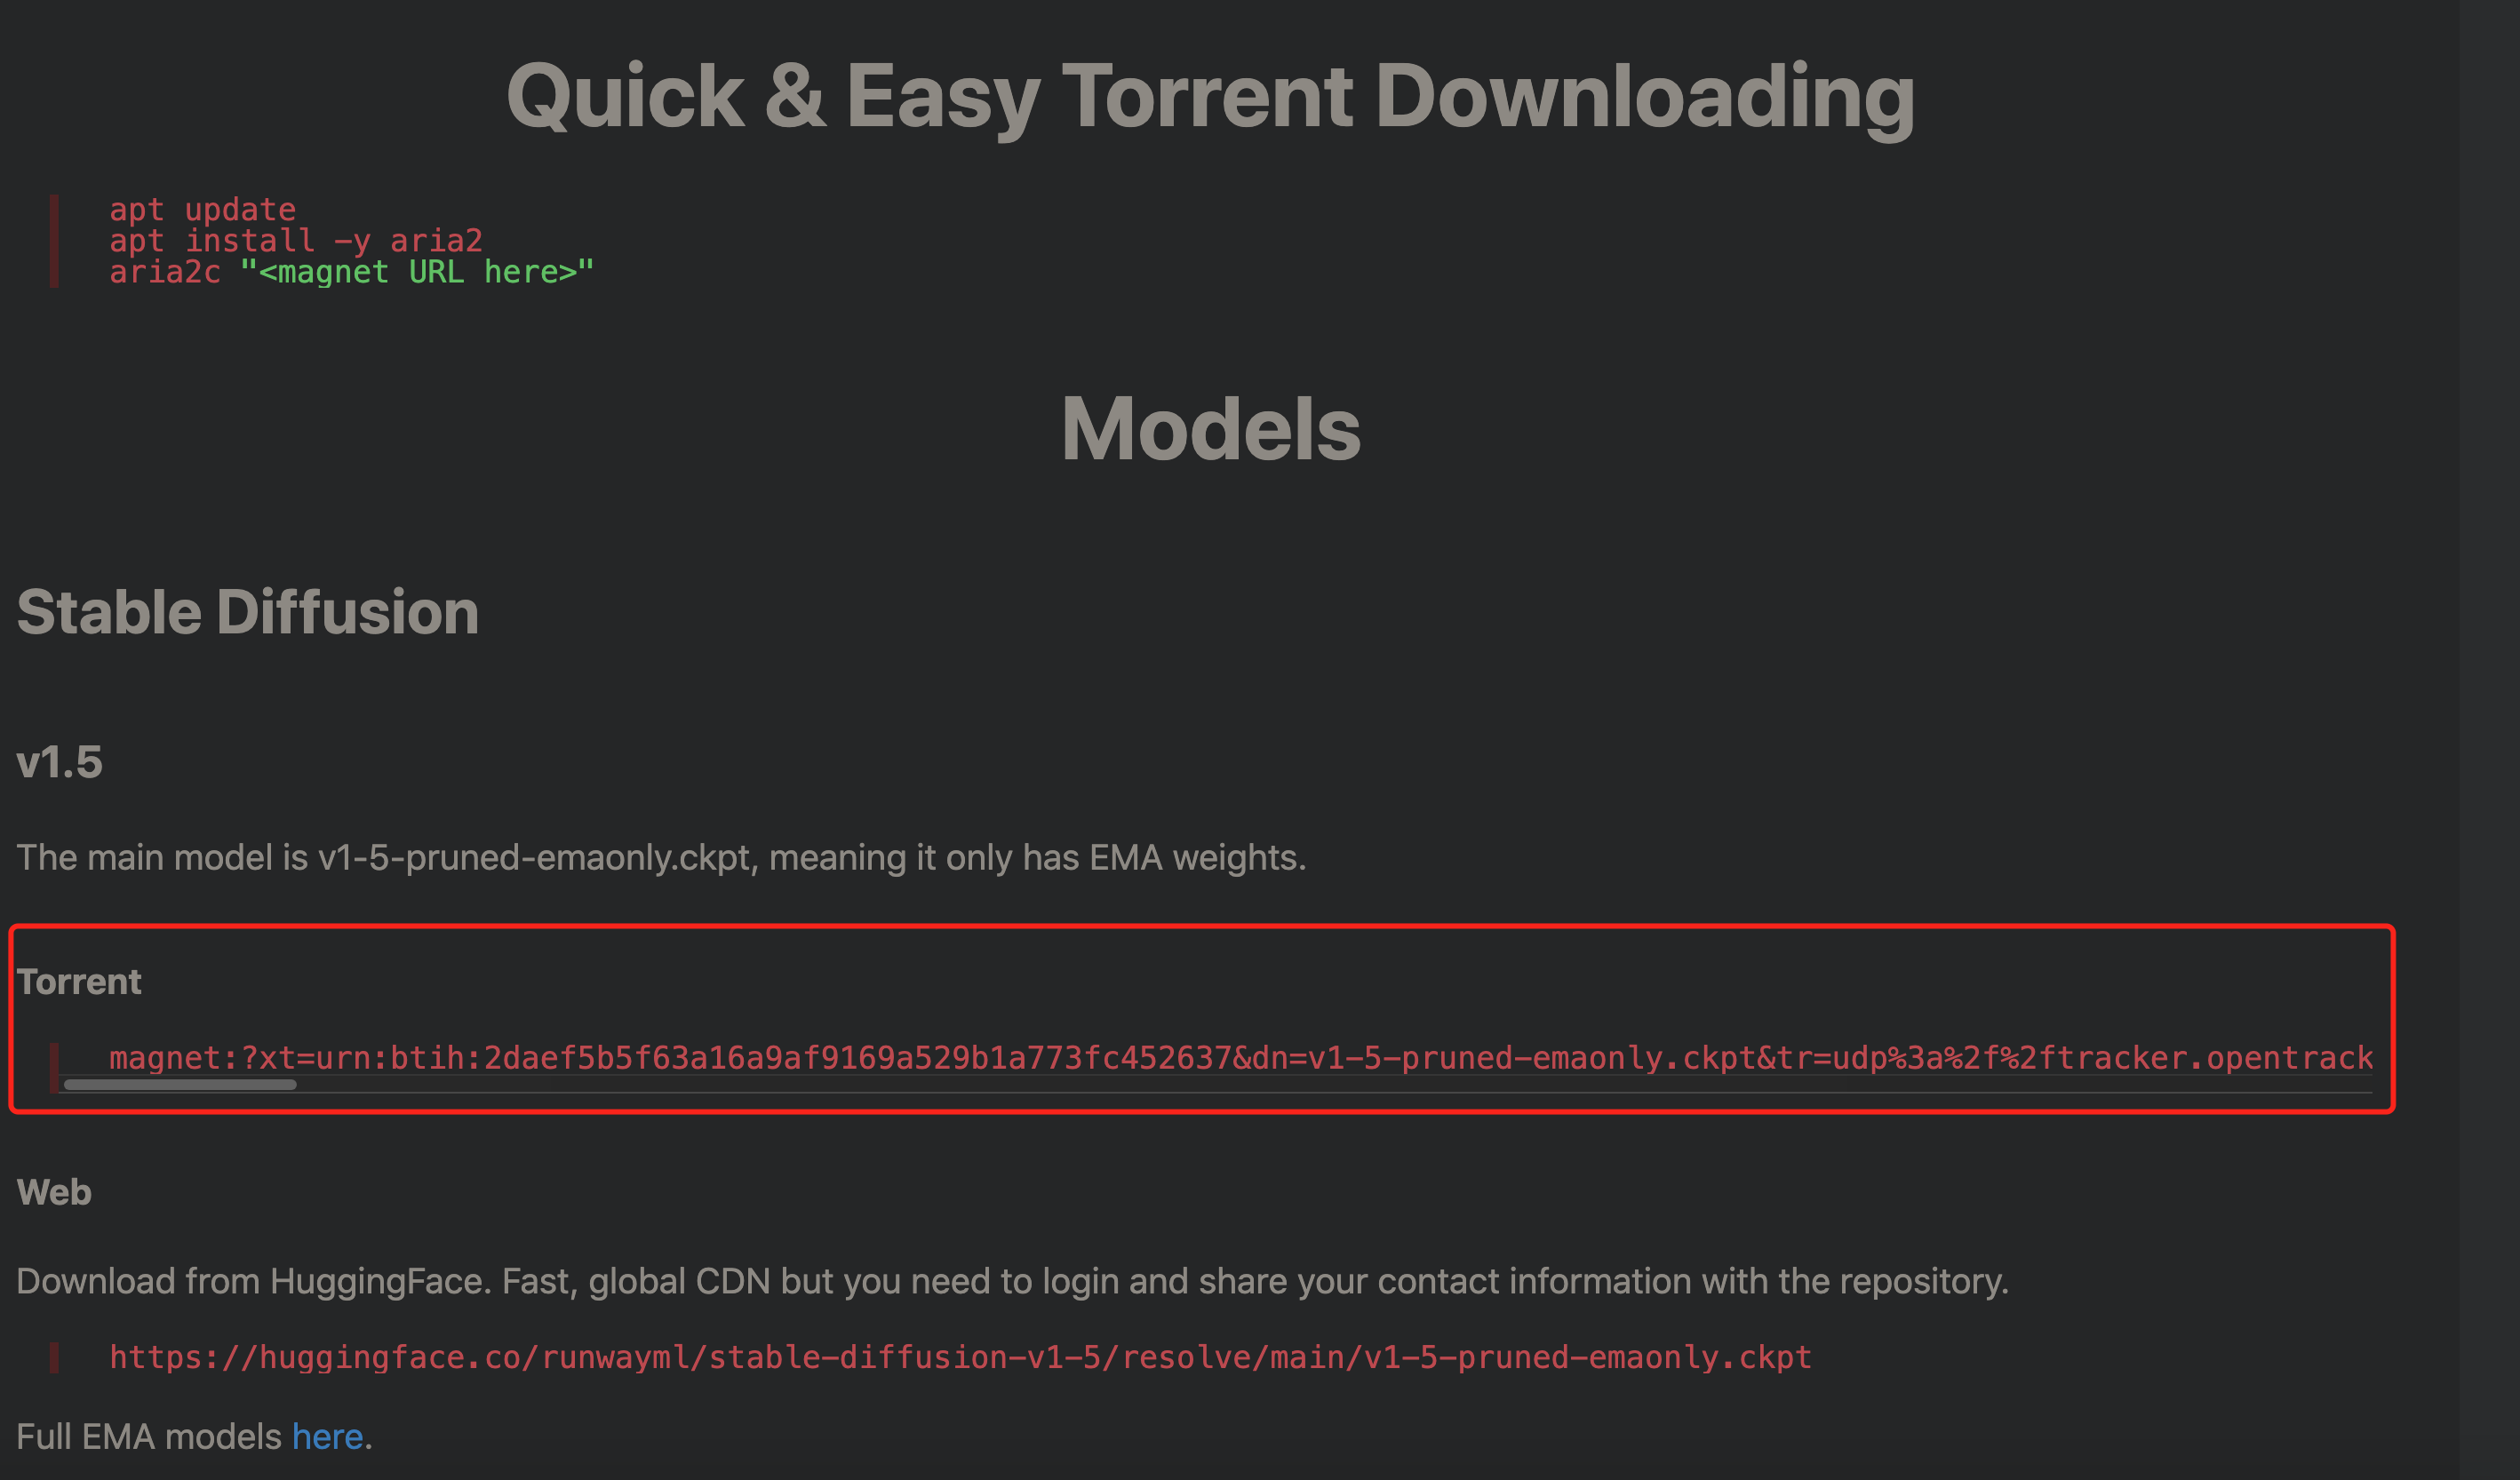 Quick & Easy Torrent Downloading
apt update
apt install -y aria2
aria2c "<magnet URL here>"
Models
Stable Diffusion
v1.5
The main model is v1-5-pruned-emaonly.ckpt, meaning it only has EMA weights.
Torrent
magnet:?xt=urn:btih:2daef5b5f63a16a9af9169a529b1a773fc452637&dn=v1-5-pruned-emaonly.ckpt&tr=udp%3a%2f%2ftracker.opentrack
Web
Download from HuggingFace. Fast, global CDN but you need to login and share your contact information with the repository.
https://huggingface.co/runwayml/stable-diffusion-v1-5/resolve/main/v1-5-pruned-emaonly.ckpt
Full EMA models here.